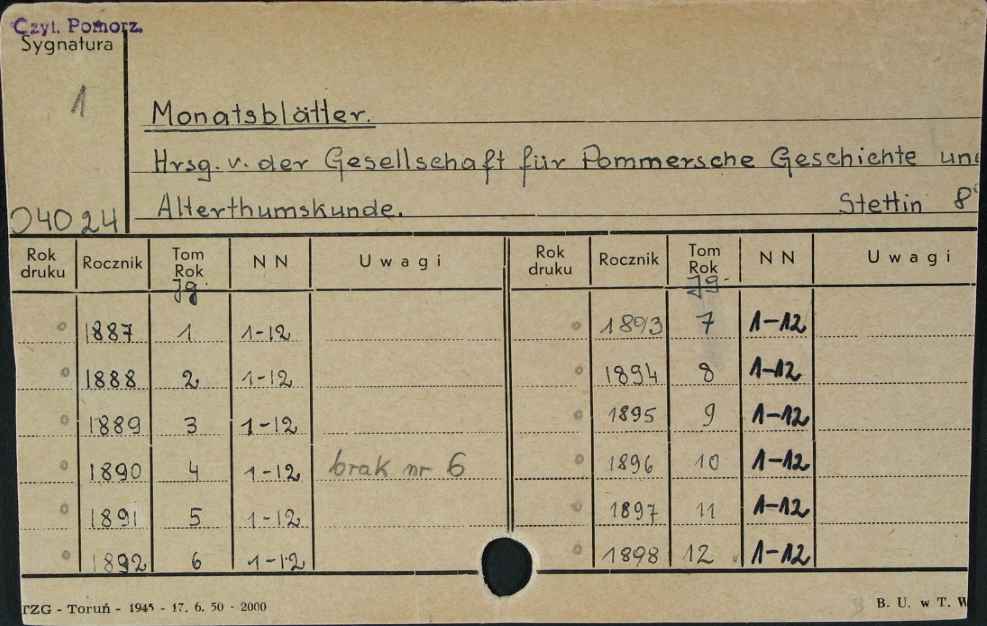 Czyt. Pomorz.
Sygnatura
1
Monatsblätter.
Hrsg. v. der Gesellschaft für Pommersche Geschichte und
Alterthumskunde. Stettin 8°
04024
Rok druku Rocznik Tom Rok Jg. NN Uwagi Rok druku Rocznik Tom Rok Jg. NN Uwagi
1887 1 1-12 1893 7 1-12
1888 2 1-12 1894 8 1-12
1889 3 1-12 1895 9 1-12
1890 4 1-12 brak nr 6 1896 10 1-12
1891 5 1-12 1897 11 1-12
1892 6 1-12 1898 12 1-12
TZG - Toruń - 1945 - 17. 6. 50 - 2000 B. U. w T. W